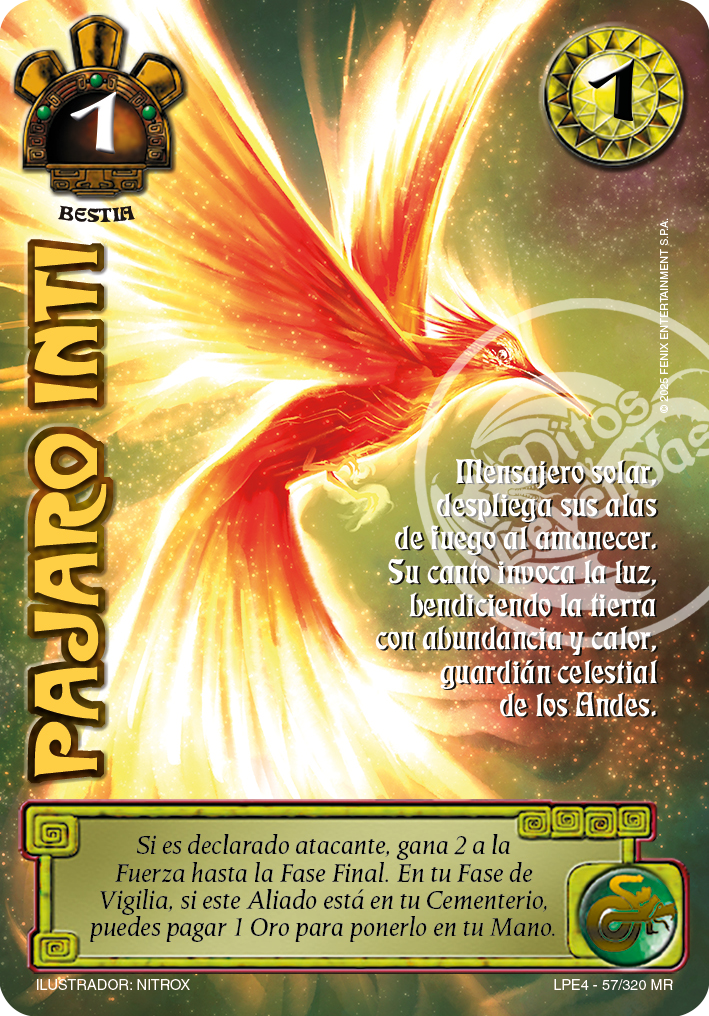 1
1
BESTIA
PAJARO INTI
© 2025 FENIX ENTERTAINMENT S.P.A.
Mitos
y Leyendas
Mensajero solar,
despliega sus alas
de fuego al amanecer.
Su canto invoca la luz,
bendiciendo la tierra
con abundancia y calor,
guardián celestial
de los Andes.
Si es declarado atacante, gana 2 a la
Fuerza hasta la Fase Final. En tu Fase de
Vigilia, si este Aliado está en tu Cementerio,
puedes pagar 1 Oro para ponerlo en tu Mano.
ILUSTRADOR: NITROX
LPE4 - 57/320 MR